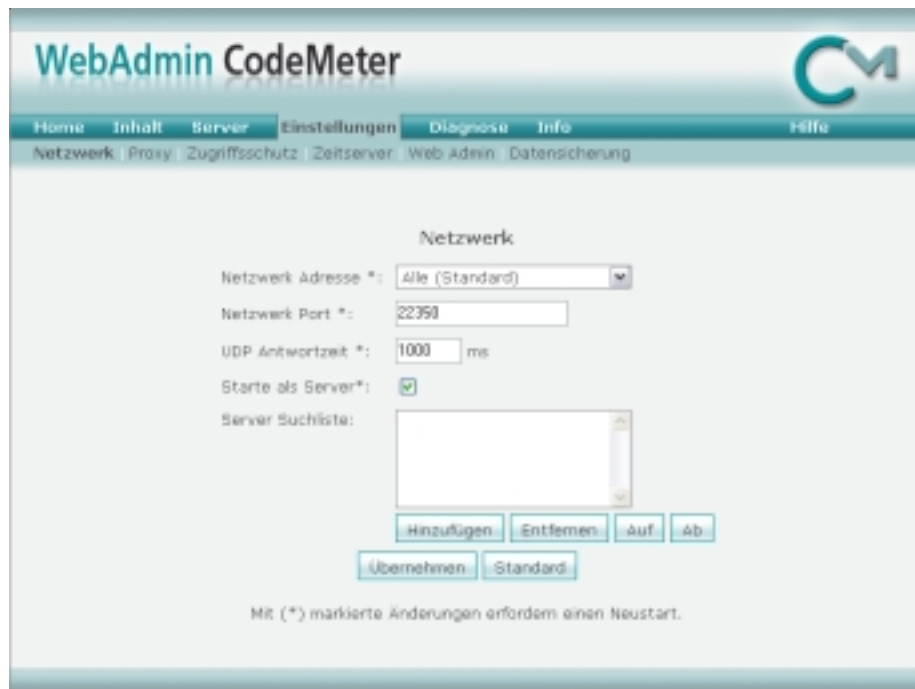 WebAdmin CodeMeter
CM
Home Inhalt Server Einstellungen Diagnose Info Hilfe
Netzwerk | Proxy | Zugriffsschutz | Zeitserver | Web Admin | Datensicherung
Netzwerk
Netzwerk Adresse *: Alle (Standard)
Netzwerk Port *: 22350
UDP Antwortzeit *: 1000 ms
Starte als Server*:
Server Suchliste:
Hinzufügen Entfernen Auf Ab
Übernehmen Standard
Mit (*) markierte Änderungen erfordern einen Neustart.